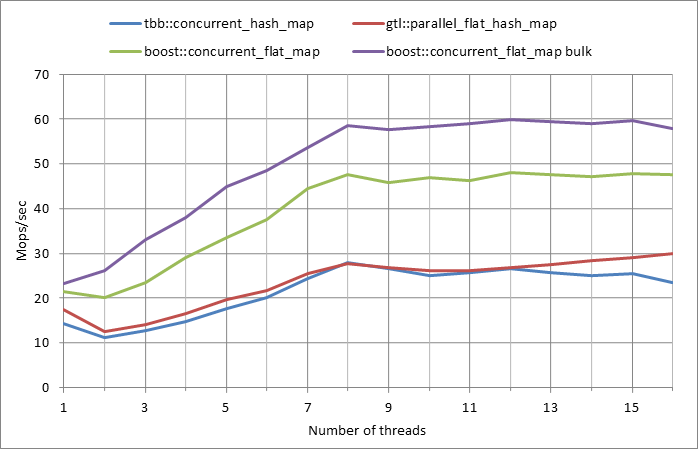 tbb::concurrent_hash_map gtl::parallel_flat_hash_map
boost::concurrent_flat_map boost::concurrent_flat_map bulk
70
60
50
40
30
20
10
0
Mops/sec
1 3 5 7 9 11 13 15
Number of threads